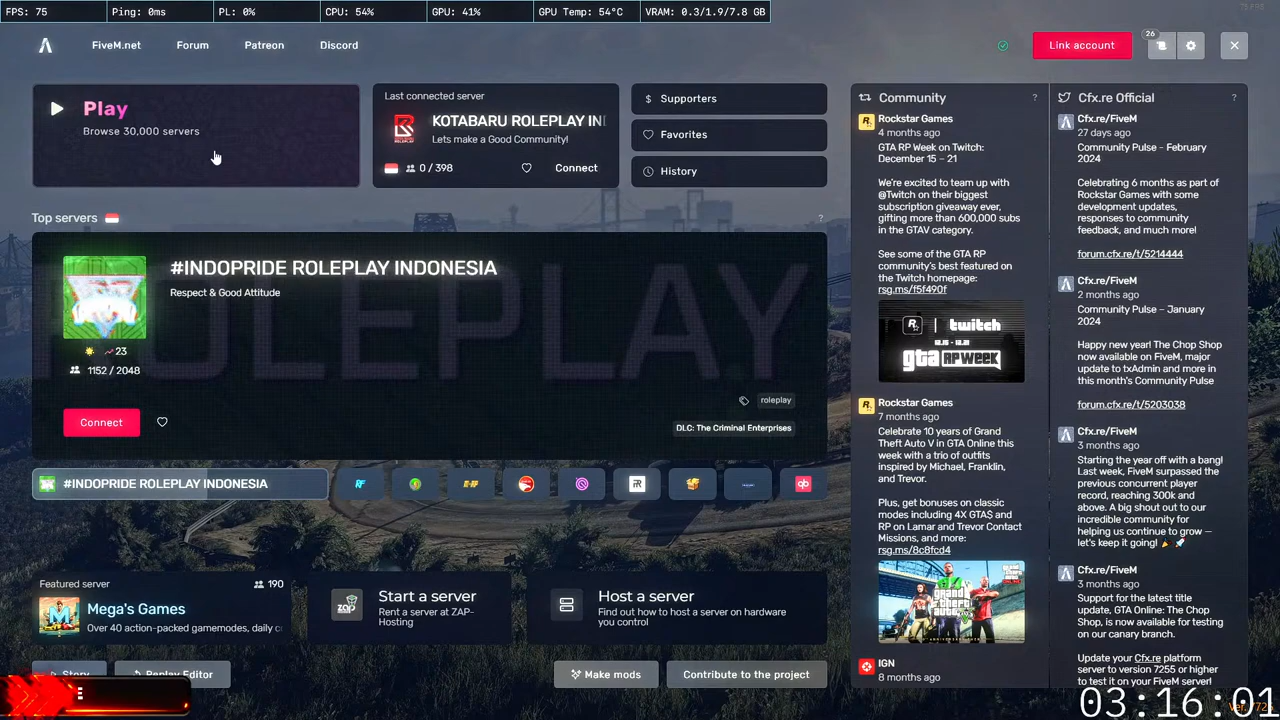 FPS: 75
Ping: 0ms
PL: 0%
CPU: 54%
GPU: 41%
GPU Temp: 54°C
VRAM: 0.3/1.9/7.8 GB
FiveM.net
Forum
Patreon
Discord
Link account
26
Play
Browse 30,000 servers
Last connected server
KOTABARU ROLEPLAY IN
Lets make a Good Community!
0 / 398
Connect
$ Supporters
Favorites
History
Top servers
?
ROLEPLAY
#INDOPRIDE ROLEPLAY INDONESIA
Respect & Good Attitude
23
1152 / 2048
Connect
roleplay
DLC: The Criminal Enterprises
#INDOPRIDE ROLEPLAY INDONESIA
RF
E-RP
R
qb
Featured server
190
Mega's Games
Over 40 action-packed gamemodes, daily c
ZAP
Start a server
Rent a server at ZAP-
Hosting
Host a server
Find out how to host a server on hardware
you control
Story
Replay Editor
Make mods
Contribute to the project
Community
?
Rockstar Games
4 months ago
GTA RP Week on Twitch:
December 15 – 21
We're excited to team up with
@Twitch on their biggest
subscription giveaway ever,
gifting more than 600,000 subs
in the GTAV category.
See some of the GTA RP
community's best featured on
the Twitch homepage:
rsg.ms/f5f490f
R* | twitch
12.15 - 12.21
gta RP WEEK
Rockstar Games
7 months ago
Celebrate 10 years of Grand
Theft Auto V in GTA Online this
week with a trio of outfits
inspired by Michael, Franklin,
and Trevor.
Plus, get bonuses on classic
modes including 4X GTA$ and
RP on Lamar and Trevor Contact
Missions, and more:
rsg.ms/8c8fcd4
IGN
8 months ago
Cfx.re Official
?
Cfx.re/FiveM
27 days ago
Community Pulse – February
2024
Celebrating 6 months as part of
Rockstar Games with some
development updates,
responses to community
feedback, and much more!
forum.cfx.re/t/5214444
Cfx.re/FiveM
2 months ago
Community Pulse – January
2024
Happy new year! The Chop Shop
now available on FiveM, major
update to txAdmin and more in
this month's Community Pulse
forum.cfx.re/t/5203038
Cfx.re/FiveM
3 months ago
Starting the year off with a bang!
Last week, FiveM surpassed the
previous concurrent player
record, reaching 300k and
above. A big shout out to our
incredible community for
helping us continue to grow —
let's keep it going! 🎉 🚀
Cfx.re/FiveM
3 months ago
Support for the latest title
update, GTA Online: The Chop
Shop, is now available for testing
on our canary branch.
Update your Cfx.re platform
server to version 7255 or higher
to test it on your FiveM server!
03:16:01